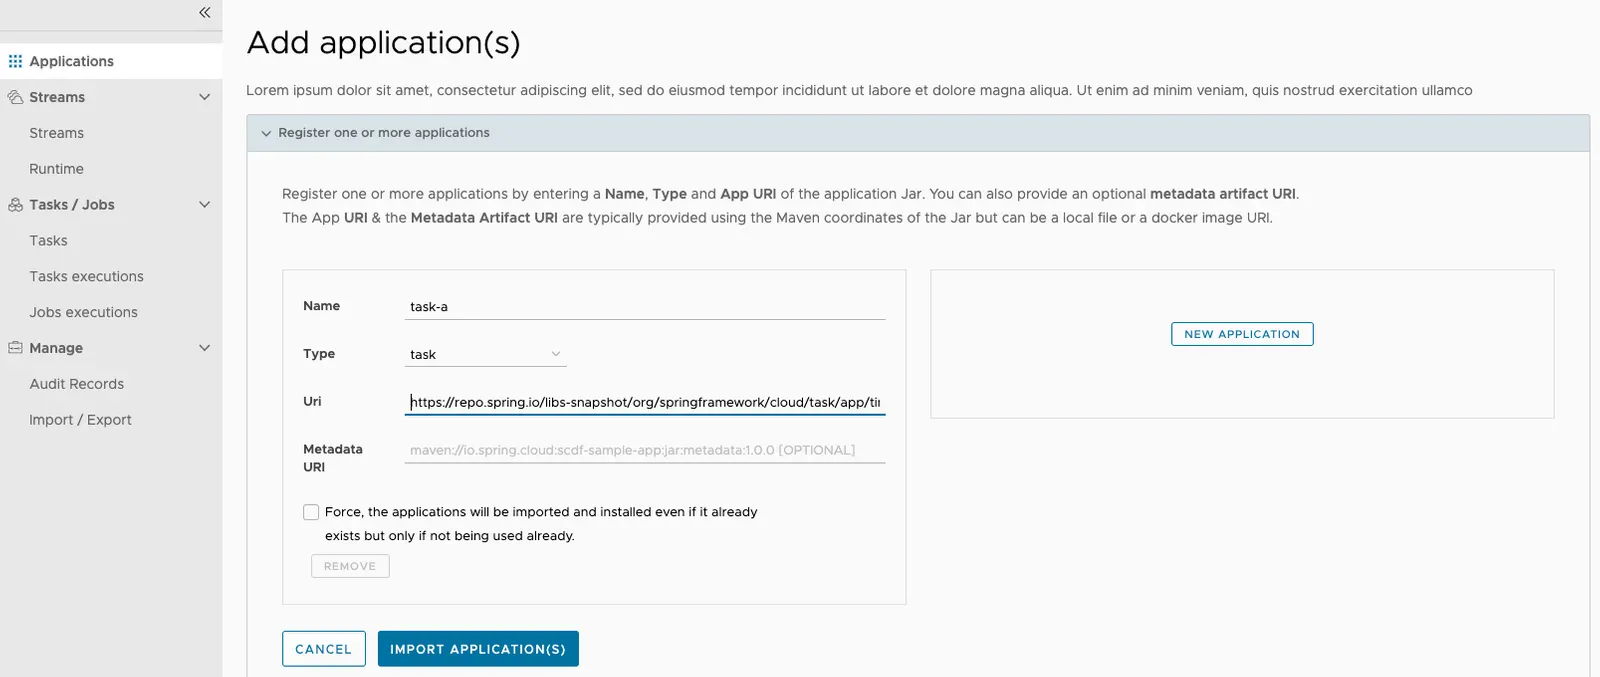 Applications
Streams
Streams
Runtime
Tasks / Jobs
Tasks
Tasks executions
Jobs executions
Manage
Audit Records
Import / Export
Add application(s)
Lorem ipsum dolor sit amet, consectetur adipiscing elit, sed do eiusmod tempor incididunt ut labore et dolore magna aliqua. Ut enim ad minim veniam, quis nostrud exercitation ullamco
Register one or more applications
Register one or more applications by entering a Name, Type and App URI of the application Jar. You can also provide an optional metadata artifact URI.
The App URI & the Metadata Artifact URI are typically provided using the Maven coordinates of the Jar but can be a local file or a docker image URI.
Name
task-a
Type
task
Uri
https://repo.spring.io/libs-snapshot/org/springframework/cloud/task/app/ti
Metadata
URI
maven://io.spring.cloud:scdf-sample-app:jar:metadata:1.0.0 [OPTIONAL]
Force, the applications will be imported and installed even if it already
exists but only if not being used already.
REMOVE
NEW APPLICATION
CANCEL
IMPORT APPLICATION(S)